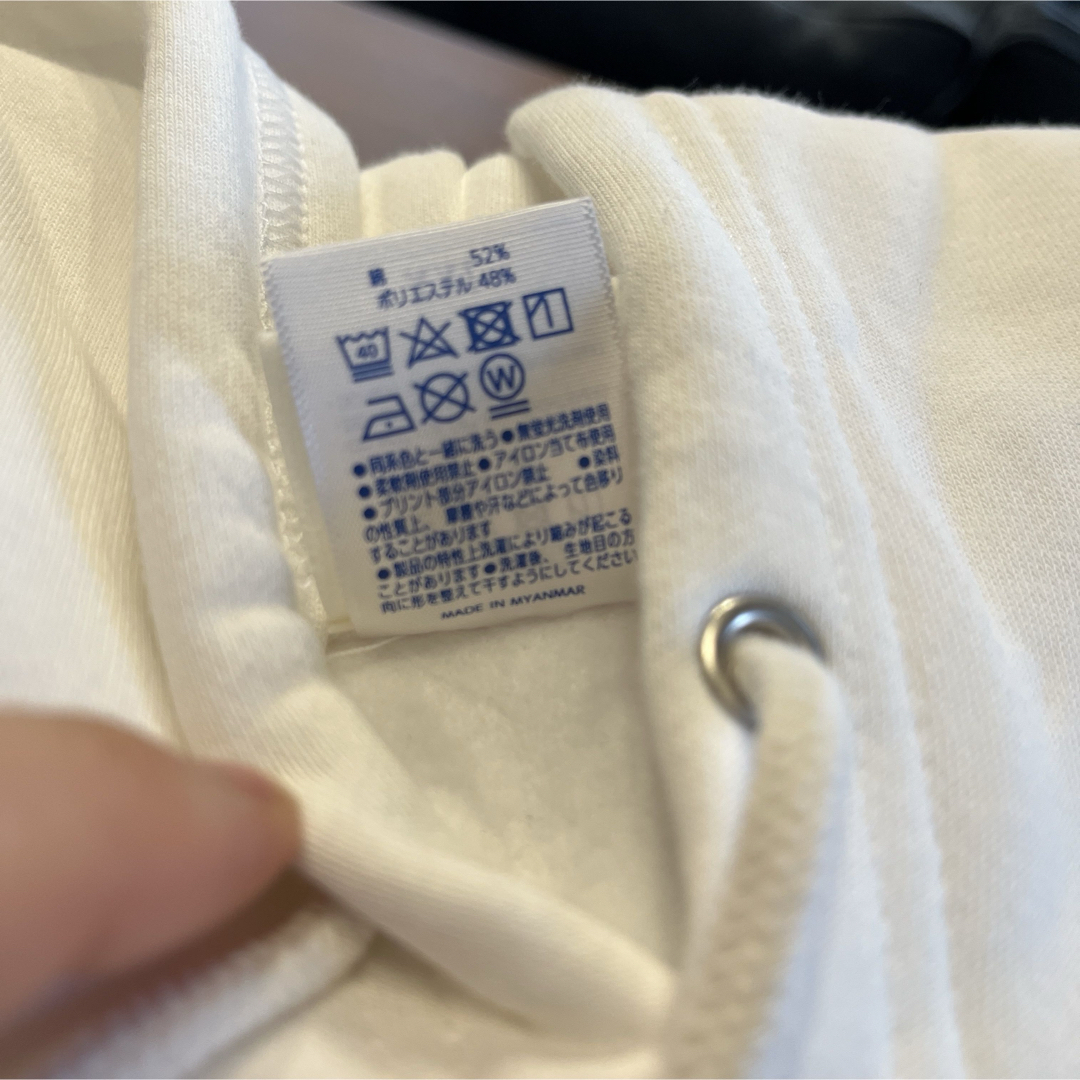 綿 52%
ポリエステル 48%
40
W
●同系色と一緒に洗う●無蛍光洗剤使用
●柔軟剤使用禁止●アイロン当て布使用
●プリント部分アイロン禁止 ●染料
の性質上、摩擦や汗などによって色移り
することがあります
●製品の特性上洗濯により縮みが起こる
ことがあります●洗濯後、生地目の方
向に形を整えて干すようにしてください
MADE IN MYANMAR